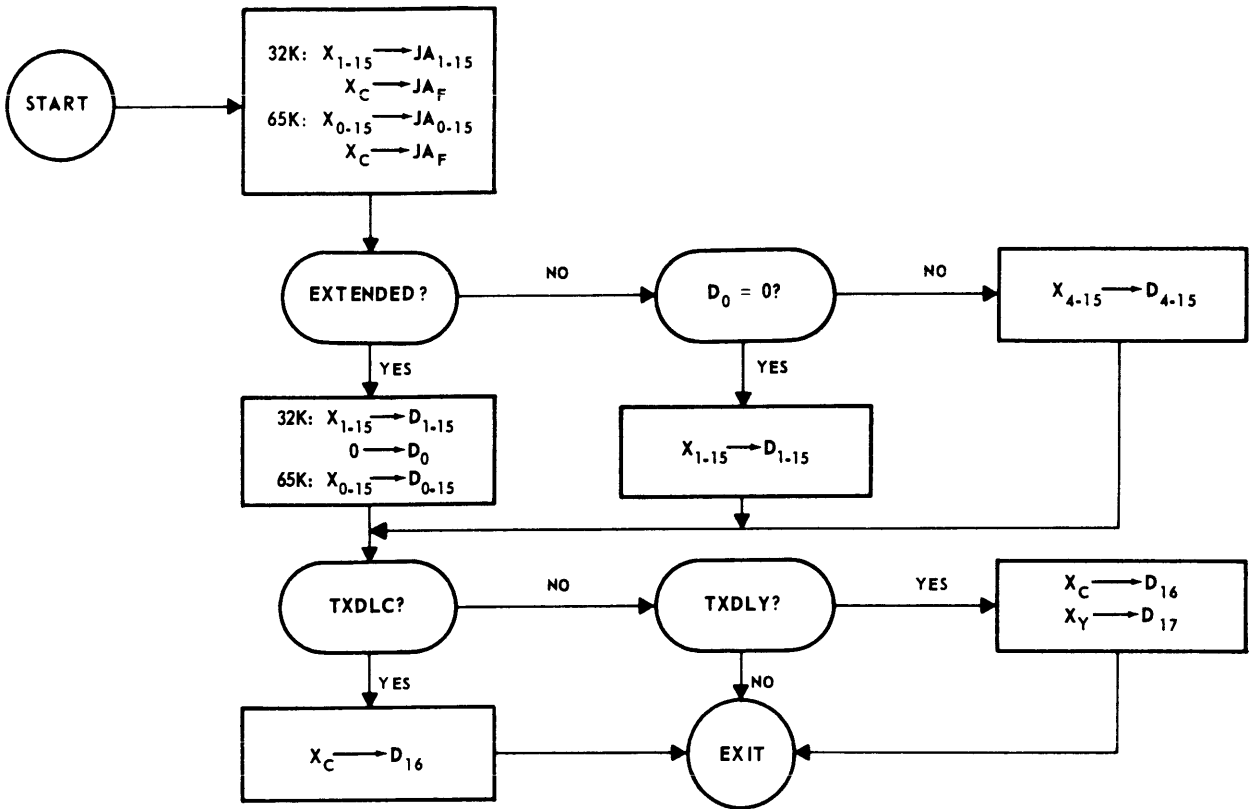 START
32K: X1-15 → JA1-15
XC → JAF
65K: X0-15 → JA0-15
XC → JAF
EXTENDED?
NO
D0 = 0?
NO
X4-15 → D4-15
YES
YES
32K: X1-15 → D1-15
0 → D0
65K: X0-15 → D0-15
X1-15 → D1-15
TXDLC?
NO
TXDLY?
YES
XC → D16
XY → D17
YES
NO
XC → D16
EXIT